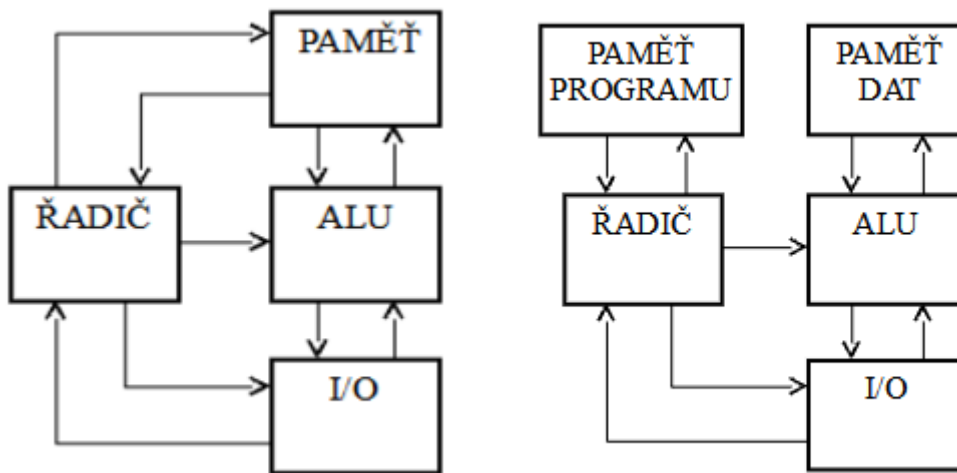 PAMĚŤ
ŘADIČ
ALU
I/O
PAMĚŤ
PROGRAMU
PAMĚŤ
DAT
ŘADIČ
ALU
I/O